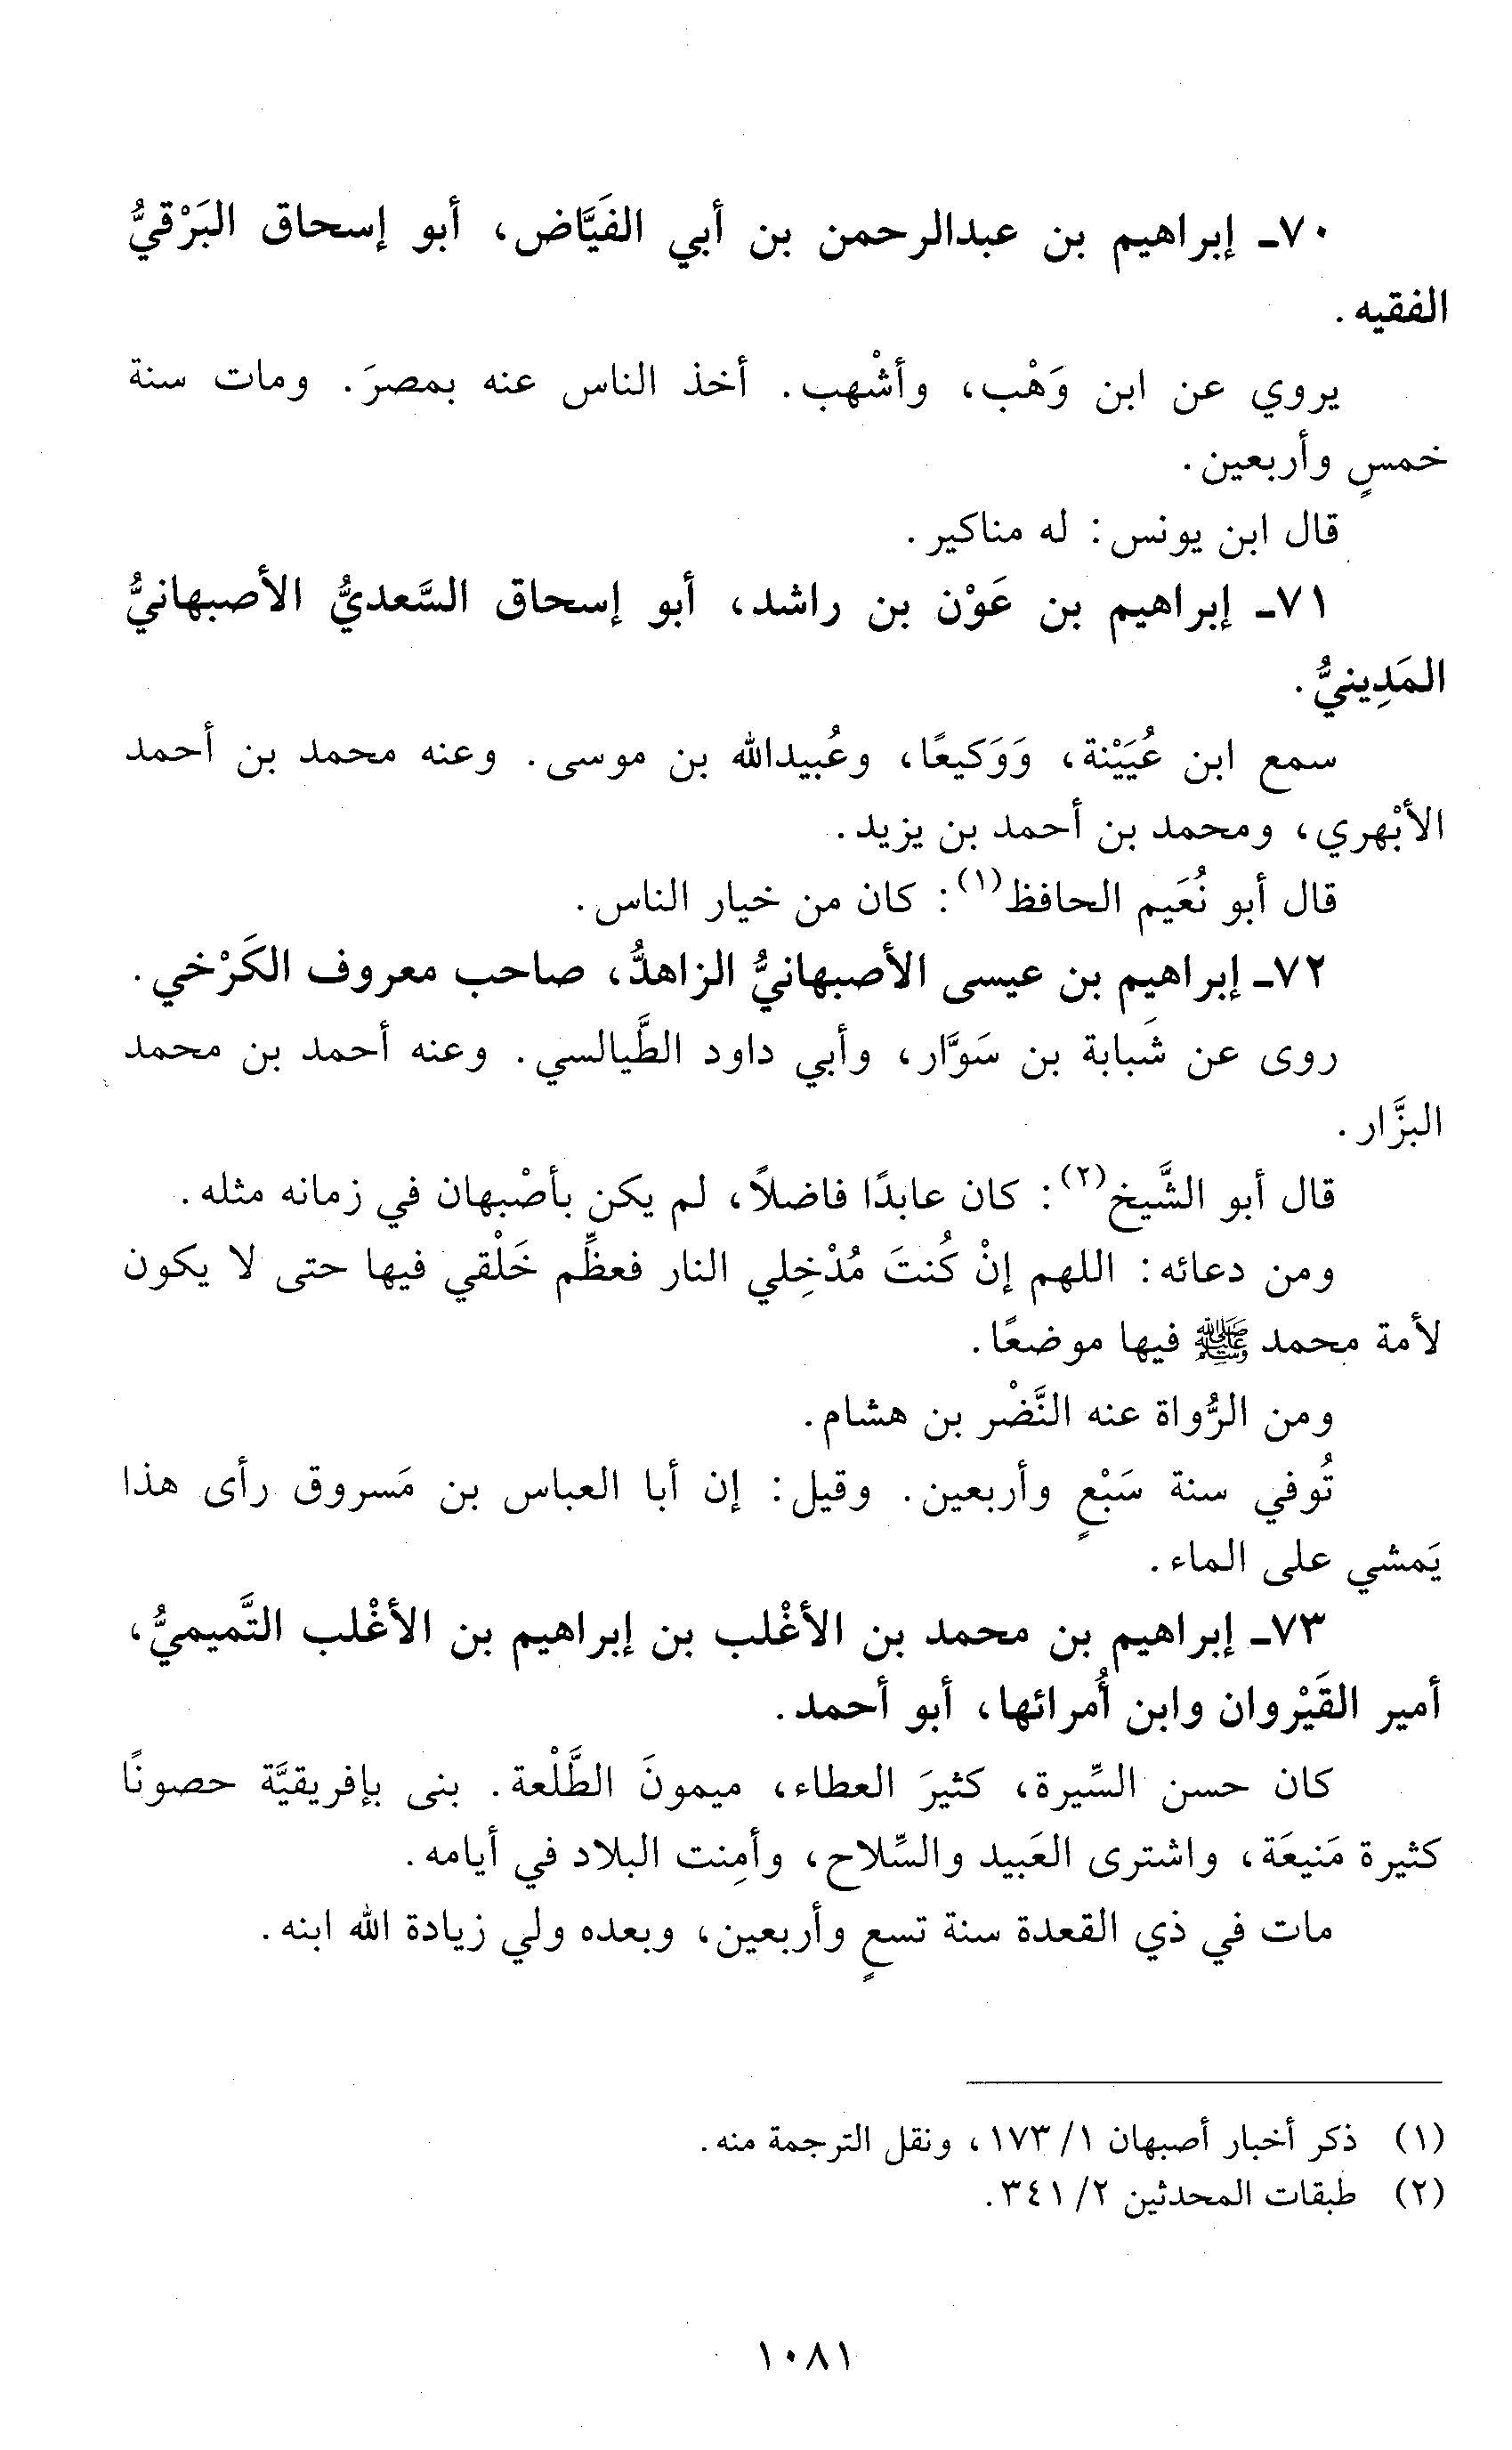 ٧٠ـ إبراهيم بن عبدالرحمن بن أبي الفَيَّاض، أبو إسحاق البَرْقيُّ
الفقيه.
يروي عن ابن وَهْب، وأشْهب. أخذ الناس عنه بمصرَ. ومات سنة
خمسٍ وأربعين.
قال ابن يونس: له مناكير.
٧١ـ إبراهيم بن عَوْن بن راشد، أبو إسحاق السَّعديُّ الأصبهانيُّ
المَدِينيُّ.
سمع ابن عُيَيْنة، وَوَكيعًا، وعُبيدالله بن موسى. وعنه محمد بن أحمد
الأبْهري، ومحمد بن أحمد بن يزيد.
قال أبو نُعَيم الحافظ(١): كان من خيار الناس.
٧٢ـ إبراهيم بن عيسى الأصبهانيُّ الزاهدُّ، صاحب معروف الكَرْخي.
روى عن شَبابة بن سَوَّار، وأبي داود الطَّيالسي. وعنه أحمد بن محمد
البزَّار.
قال أبو الشَّيخ(٢): كان عابدًا فاضلاً، لم يكن بأصْبهان في زمانه مثله.
ومن دعائه: اللهم إنْ كُنتَ مُدْخِلي النار فعظِّم خَلْقي فيها حتى لا يكون
لأمة محمد ﷺ فيها موضعًا.
ومن الرُّواة عنه النَّضْر بن هشام.
تُوفي سنة سَبْعٍ وأربعين. وقيل: إن أبا العباس بن مَسروق رأى هذا
يَمشي على الماء.
٧٣ـ إبراهيم بن محمد بن الأغْلب بن إبراهيم بن الأغْلب التَّميميُّ،
أمير القَيْروان وابن أُمرائها، أبو أحمد.
كان حسن السِّيرة، كثيرَ العطاء، ميمونَ الطَّلْعة. بنى بإفريقيَّة حصونًا
كثيرة مَنيعَة، واشترى العَبيد والسِّلاح، وأمِنت البلاد في أيامه.
مات في ذي القعدة سنة تسعٍ وأربعين، وبعده ولي زيادة الله ابنه.
(١) ذكر أخبار أصبهان ١/ ١٧٣، ونقل الترجمة منه.
(٢) طبقات المحدثين ٢/ ٣٤١.
١٠٨١